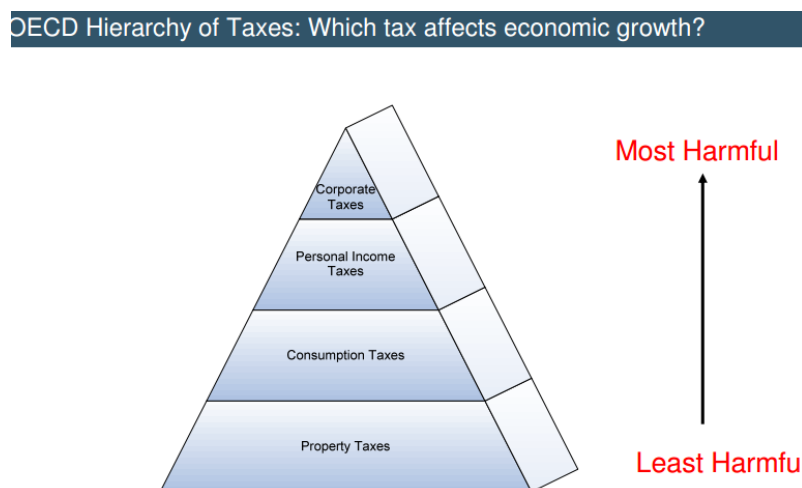 OECD Hierarchy of Taxes: Which tax affects economic growth?
Most Harmful
Corporate
Taxes
Personal Income
Taxes
Consumption Taxes
Property Taxes
Least Harmfu